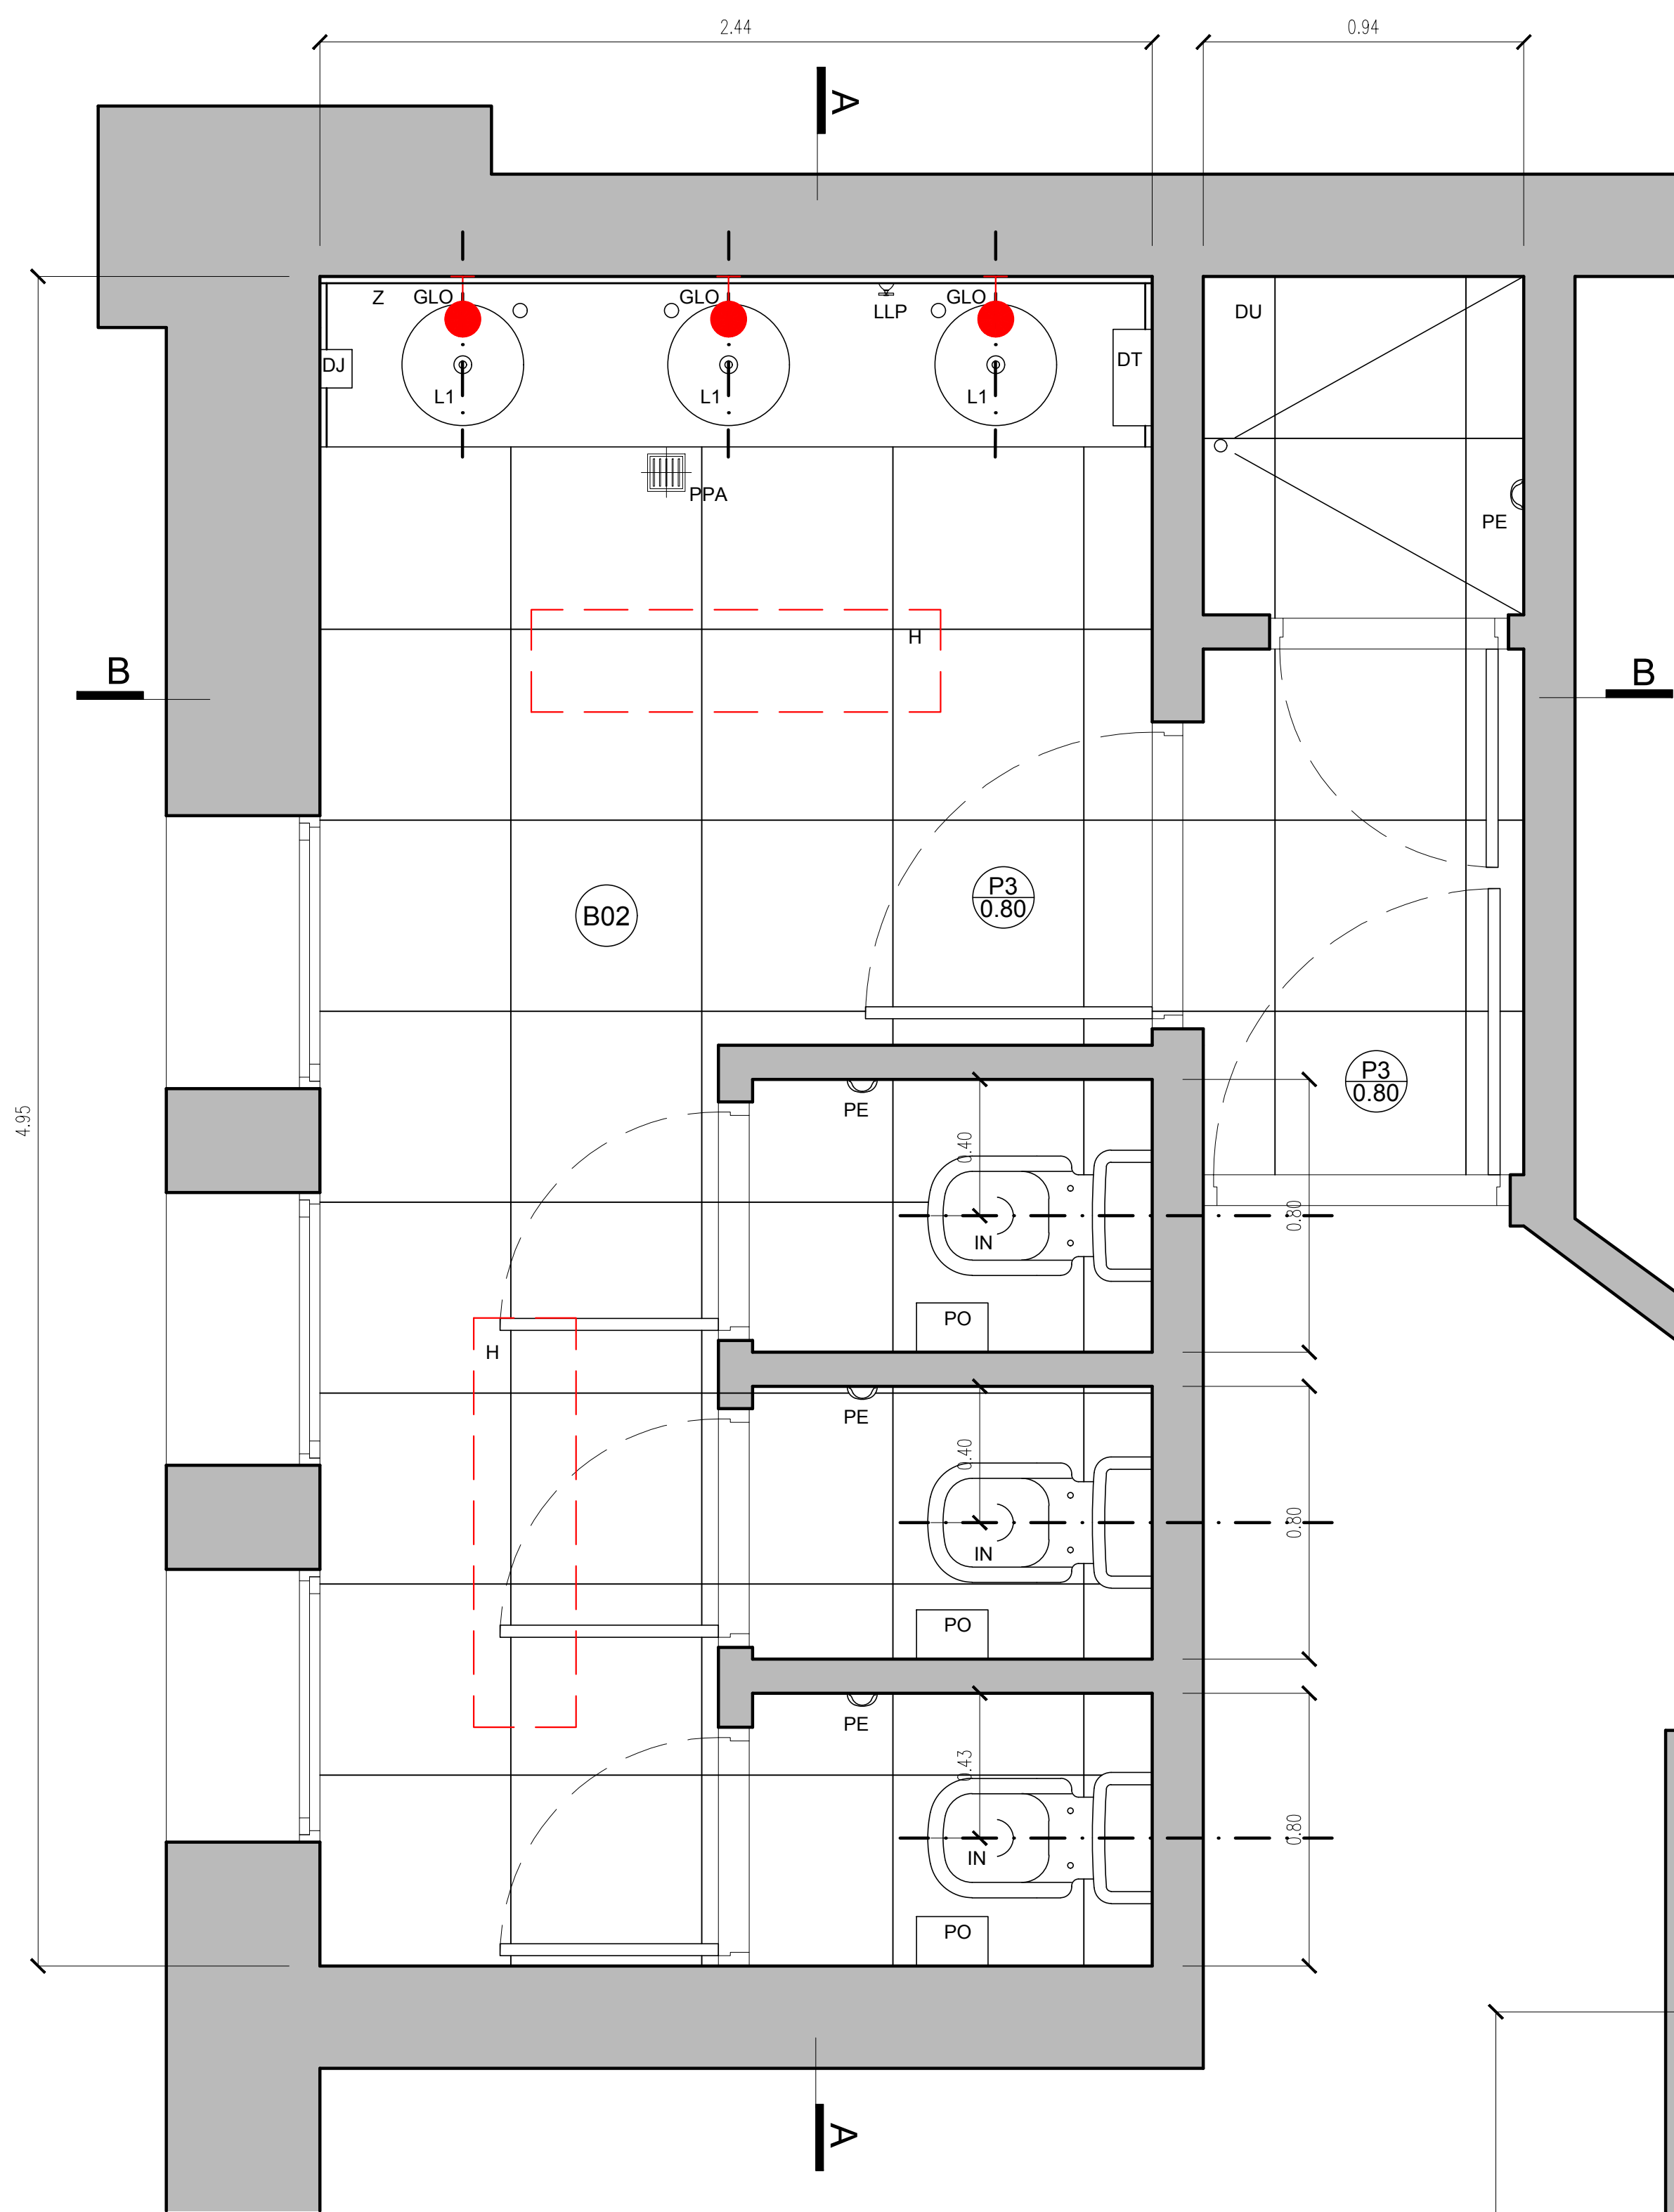 2.44
0.94
A
Z
GLO
GLO
LLP
GLO
DU
DJ
DT
L1
L1
L1
PPA
PE
H
B
B
P3
0.80
B02
P3
0.80
4.95
PE
0.40
0.80
IN
PO
H
PE
0.40
0.80
IN
PO
PE
0.43
0.80
IN
PO
A